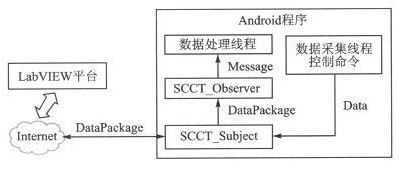 Android程序
数据处理线程
数据采集线程
控制命令
Message
LabVIEW平台
SCCT_Observer
DataPackage
Data
Internet
DataPackage
SCCT_Subject